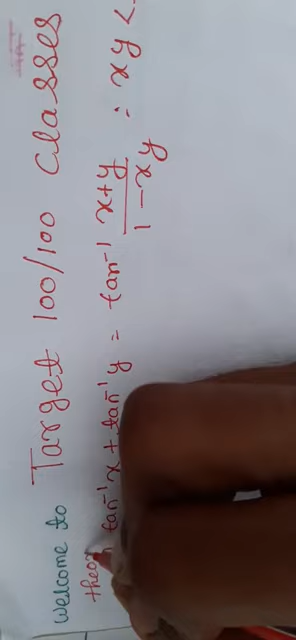 Welcome to Target 100/100 Classes
tan⁻¹x + tan⁻¹y = tan⁻¹ (x+y)/(1-xy) : xy <